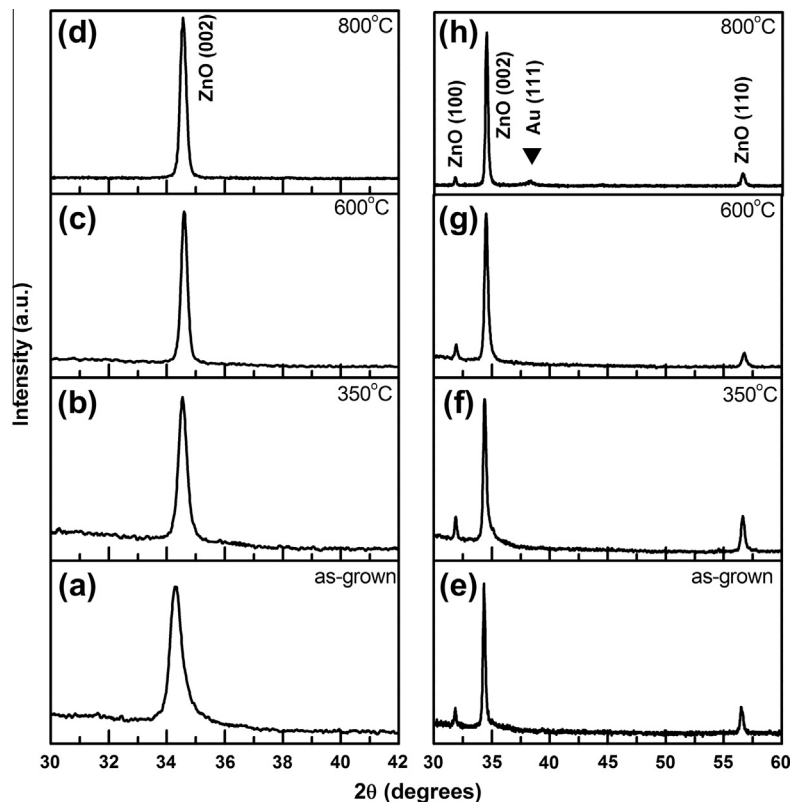 (d)
800°C
ZnO (002)
(h)
800°C
ZnO (100)
ZnO (002)
Au (111)
ZnO (110)
(c)
600°C
(g)
600°C
(b)
350°C
(f)
350°C
(a)
as-grown
(e)
as-grown
Intensity (a.u.)
30 32 34 36 38 40 42
30 35 40 45 50 55 60
2θ (degrees)